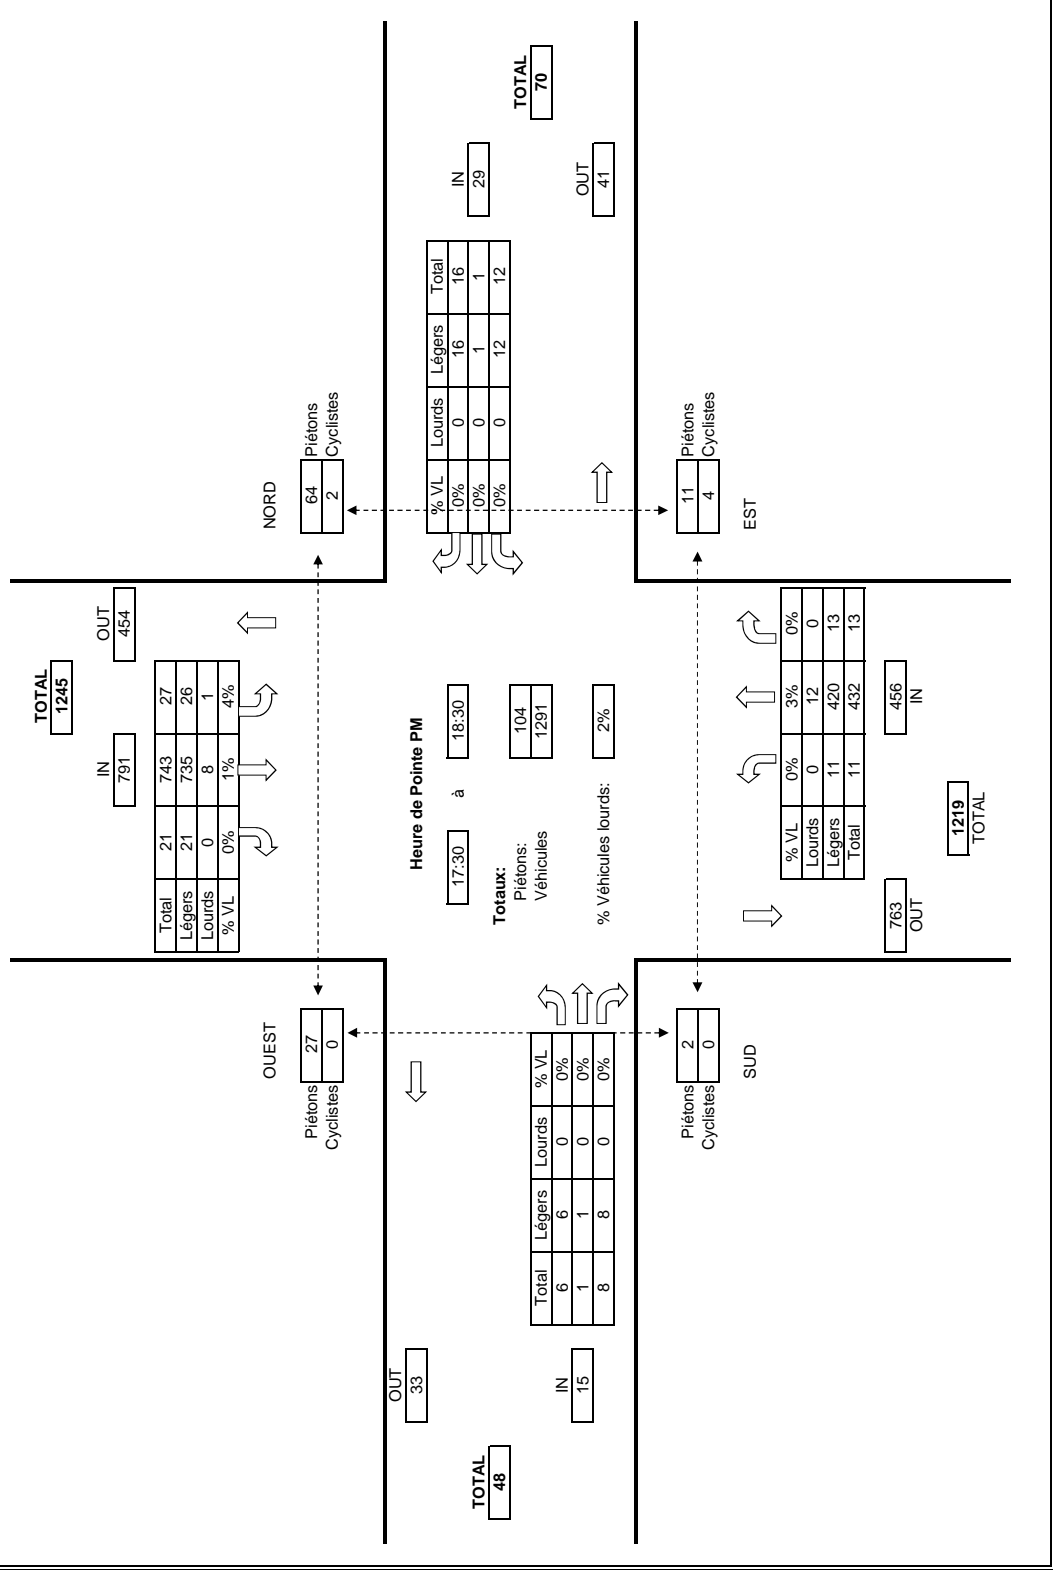 TOTAL
1245
IN OUT
791 454
Total 21 743 27
Légers 21 735 26
Lourds 0 8 1
% VL 0% 1% 4%
OUEST NORD
Piétons 27 64 Piétons
Cyclistes 0 2 Cyclistes
OUT
33
Heure de Pointe PM
17:30 à 18:30
% VL Lourds Légers Total
0% 0 16 16
0% 0 1 1
0% 0 12 12
IN
29
TOTAL
70
OUT
41
TOTAL
48
Totaux:
Piétons: 104
Véhicules 1291
% Véhicules lourds: 2%
Total Légers Lourds % VL
6 6 0 0%
1 1 0 0%
8 8 0 0%
IN
15
Piétons 2 11 Piétons
Cyclistes 0 4 Cyclistes
SUD EST
% VL 0% 3% 0%
Lourds 0 12 0
Légers 11 420 13
Total 11 432 13
763 456
OUT IN
1219
TOTAL